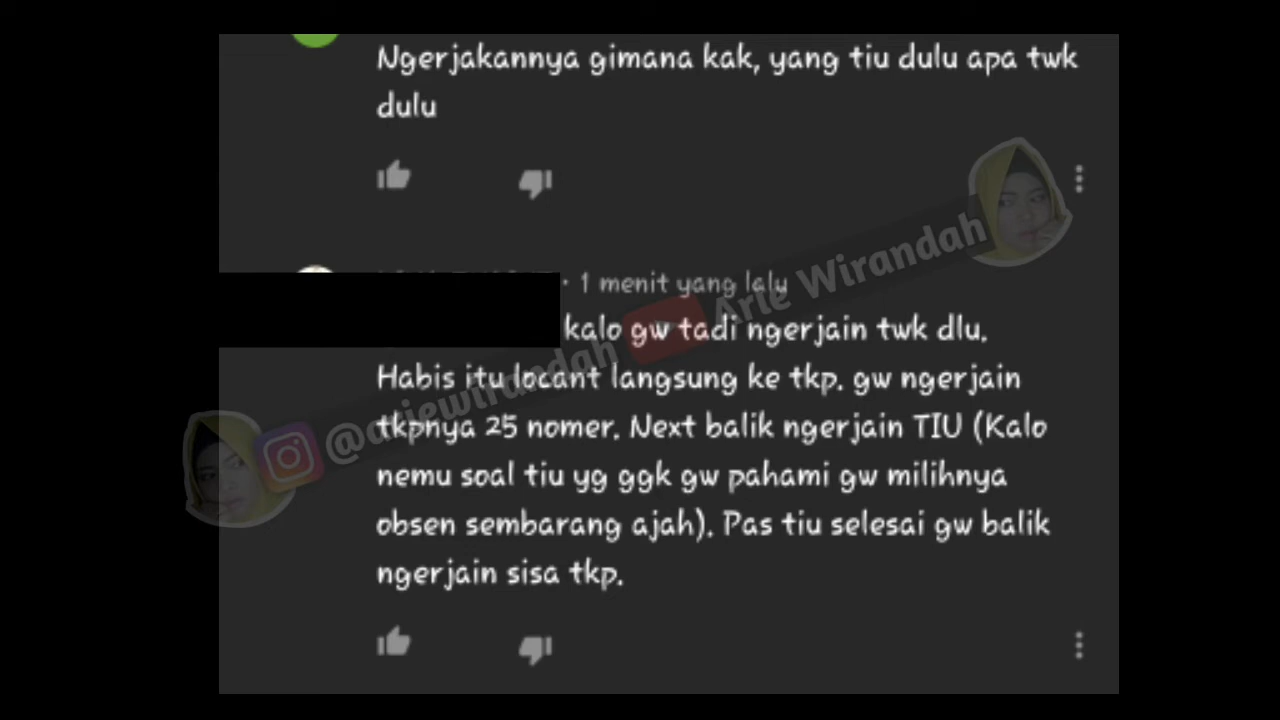 Ngerjakannya gimana kak, yang tiu dulu apa twk
dulu
· 1 menit yang lalu
kalo gw tadi ngerjain twk dlu.
Habis itu locant langsung ke tkp. gw ngerjain
tkpnya 25 nomer. Next balik ngerjain TIU (Kalo
nemu soal tiu yg ggk gw pahami gw milihnya
obsen sembarang ajah). Pas tiu selesai gw balik
ngerjain sisa tkp.
@arjewirandah
Arle Wirandah